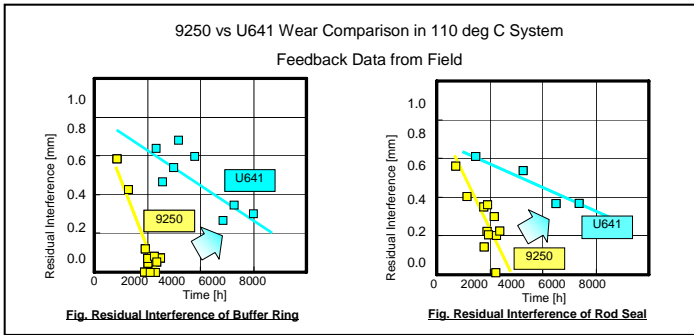 9250 vs U641 Wear Comparison in 110 deg C System
Feedback Data from Field
Residual Interference [mm]
1.0
0.8
0.6
0.4
0.2
0.0
U641
9250
0 2000 4000 6000 8000
Time [h]
Fig. Residual Interference of Buffer Ring
Residual Interference [mm]
1.0
0.8
0.6
0.4
0.2
0.0
U641
9250
0 2000 4000 6000 8000
Time [h]
Fig. Residual Interference of Rod Seal